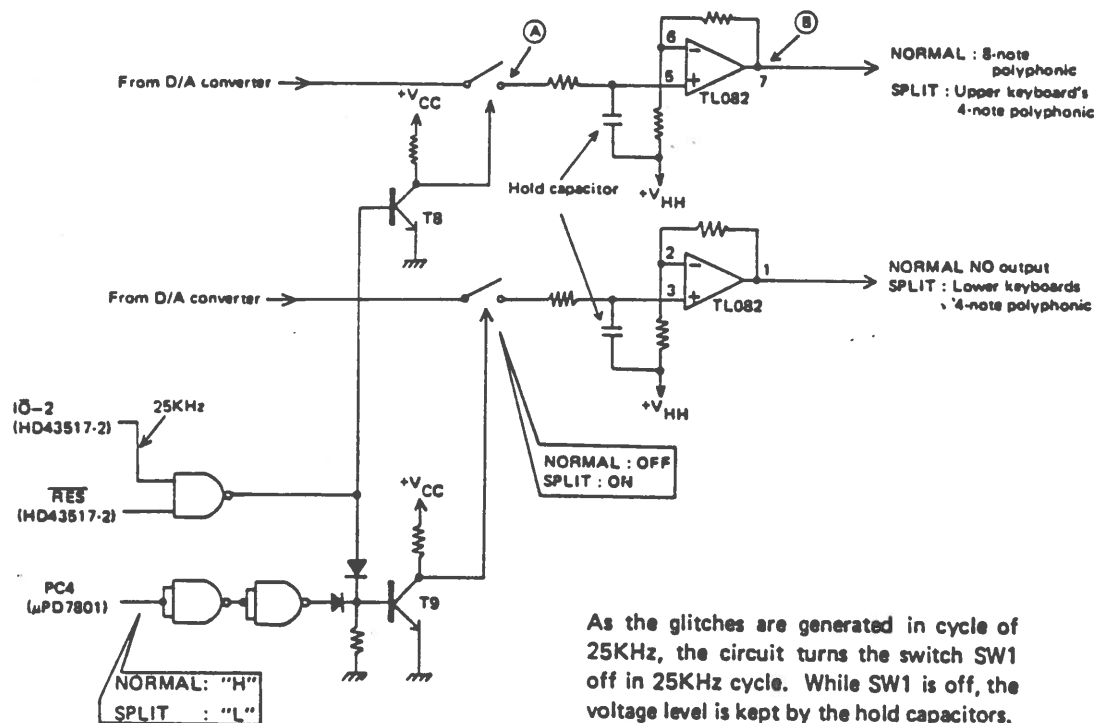 A
B
From D/A converter
+VCC
6
5
7
TL082
NORMAL : 8-note
polyphonic
SPLIT : Upper keyboard's
4-note polyphonic
T8
Hold capacitor
+VHH
From D/A converter
2
3
1
TL082
NORMAL NO output
SPLIT : Lower keyboards
'4-note polyphonic
+VHH
IO-2
(HD43517-2)
25KHz
RES
(HD43517-2)
NORMAL : OFF
SPLIT : ON
+VCC
PC4
(μPD7801)
T9
NORMAL: "H"
SPLIT : "L"
As the glitches are generated in cycle of
25KHz, the circuit turns the switch SW1
off in 25KHz cycle. While SW1 is off, the
voltage level is kept by the hold capacitors.